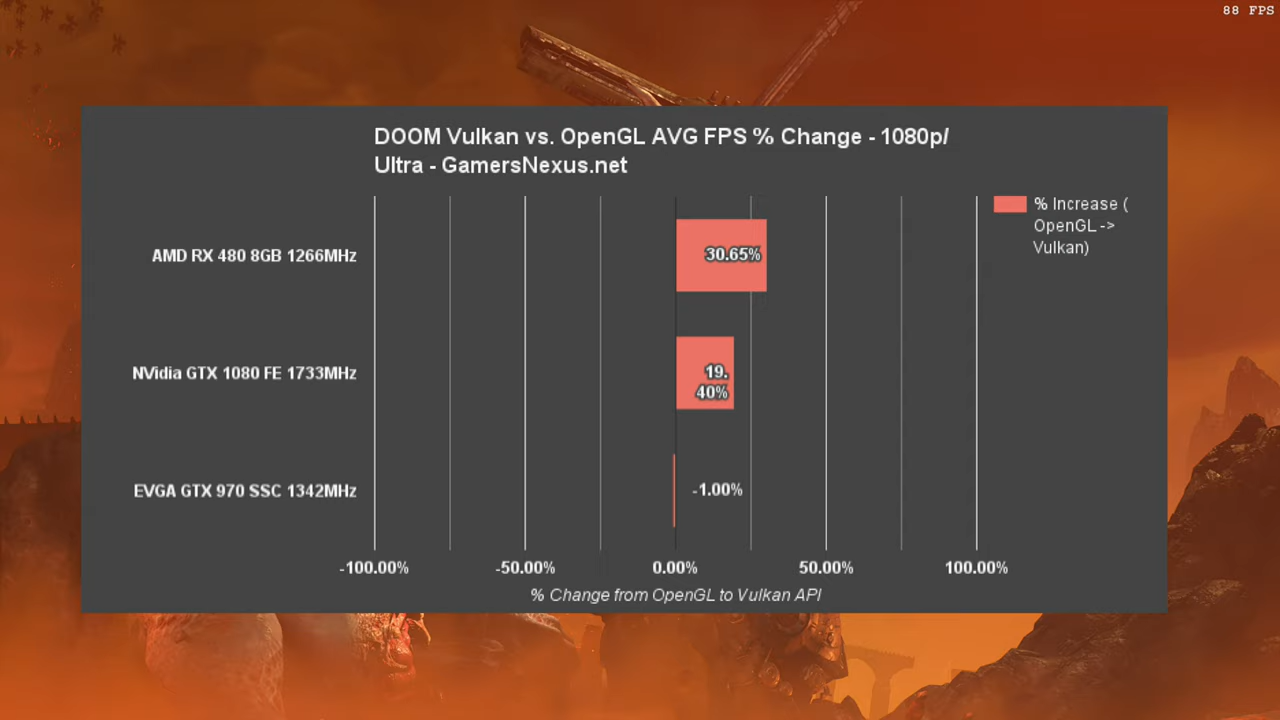 88 FPS
DOOM Vulkan vs. OpenGL AVG FPS % Change - 1080p/
Ultra - GamersNexus.net
% Increase (
OpenGL ->
Vulkan)
AMD RX 480 8GB 1266MHz
30.65%
NVidia GTX 1080 FE 1733MHz
19.
40%
EVGA GTX 970 SSC 1342MHz
-1.00%
-100.00%
-50.00%
0.00%
50.00%
100.00%
% Change from OpenGL to Vulkan API